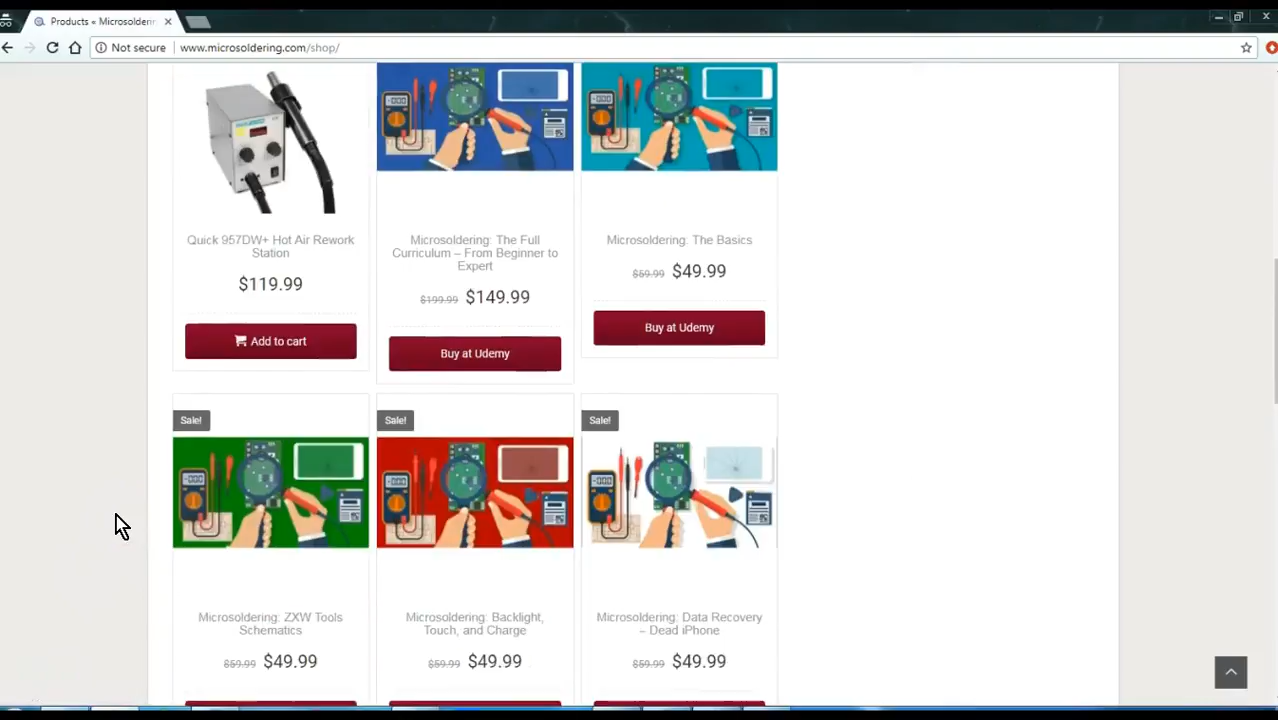 Products « Microsolderin
Not secure
www.microsoldering.com/shop/
Quick 957DW+ Hot Air Rework
Station
$119.99
Add to cart
Microsoldering: The Full
Curriculum – From Beginner to
Expert
$199.99 $149.99
Buy at Udemy
Microsoldering: The Basics
$59.99 $49.99
Buy at Udemy
Sale!
Microsoldering: ZXW Tools
Schematics
$59.99 $49.99
Sale!
Microsoldering: Backlight,
Touch, and Charge
$59.99 $49.99
Sale!
Microsoldering: Data Recovery
– Dead iPhone
$59.99 $49.99